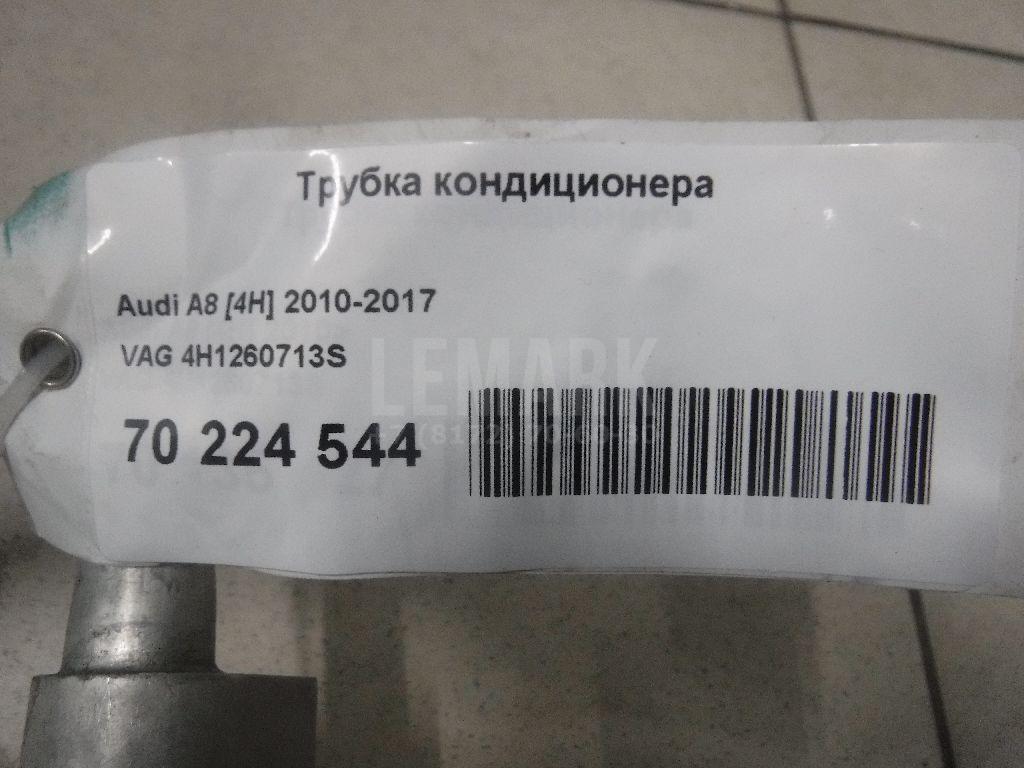 Трубка кондиционера
Audi A8 [4H] 2010-2017
VAG 4H1260713S
LEMARK
70 224 544